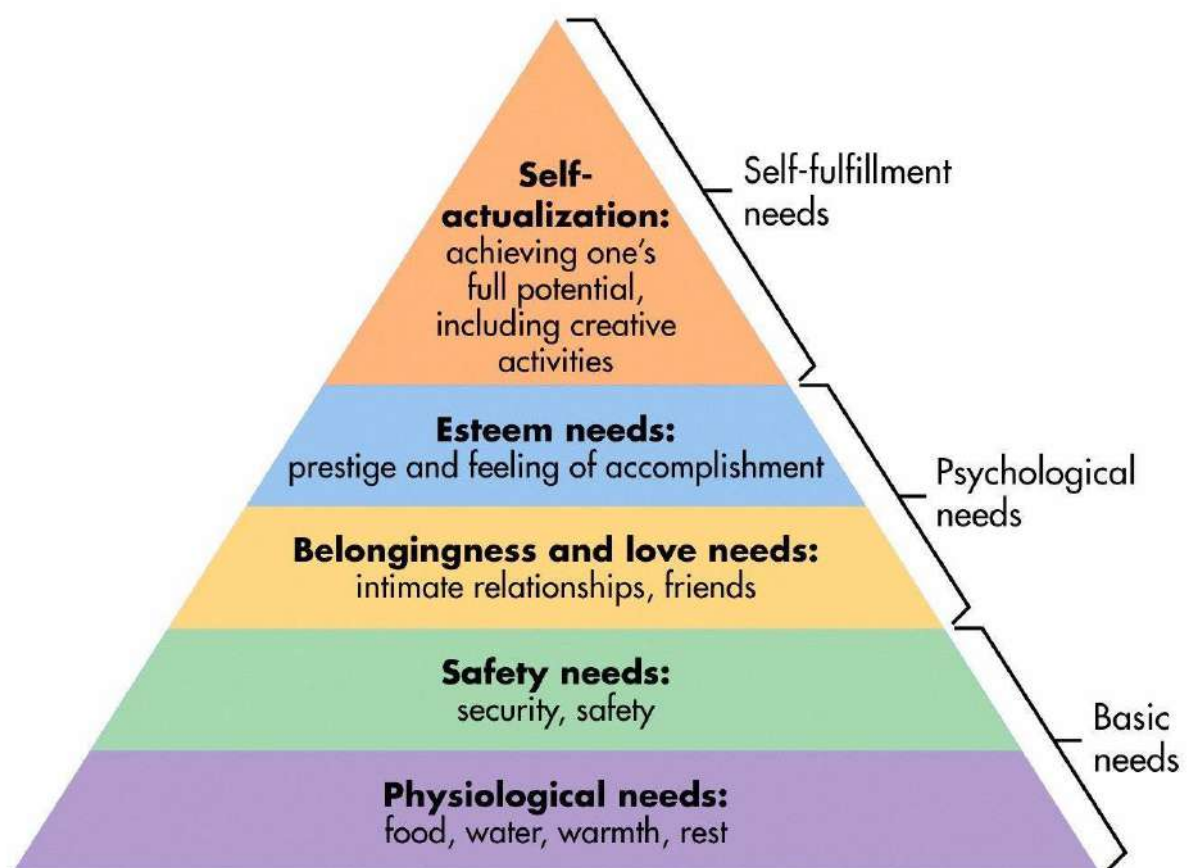 Self-
actualization:
achieving one's
full potential,
including creative
activities
Self-fulfillment
needs
Esteem needs:
prestige and feeling of accomplishment
Belongingness and love needs:
intimate relationships, friends
Psychological
needs
Safety needs:
security, safety
Physiological needs:
food, water, warmth, rest
Basic
needs